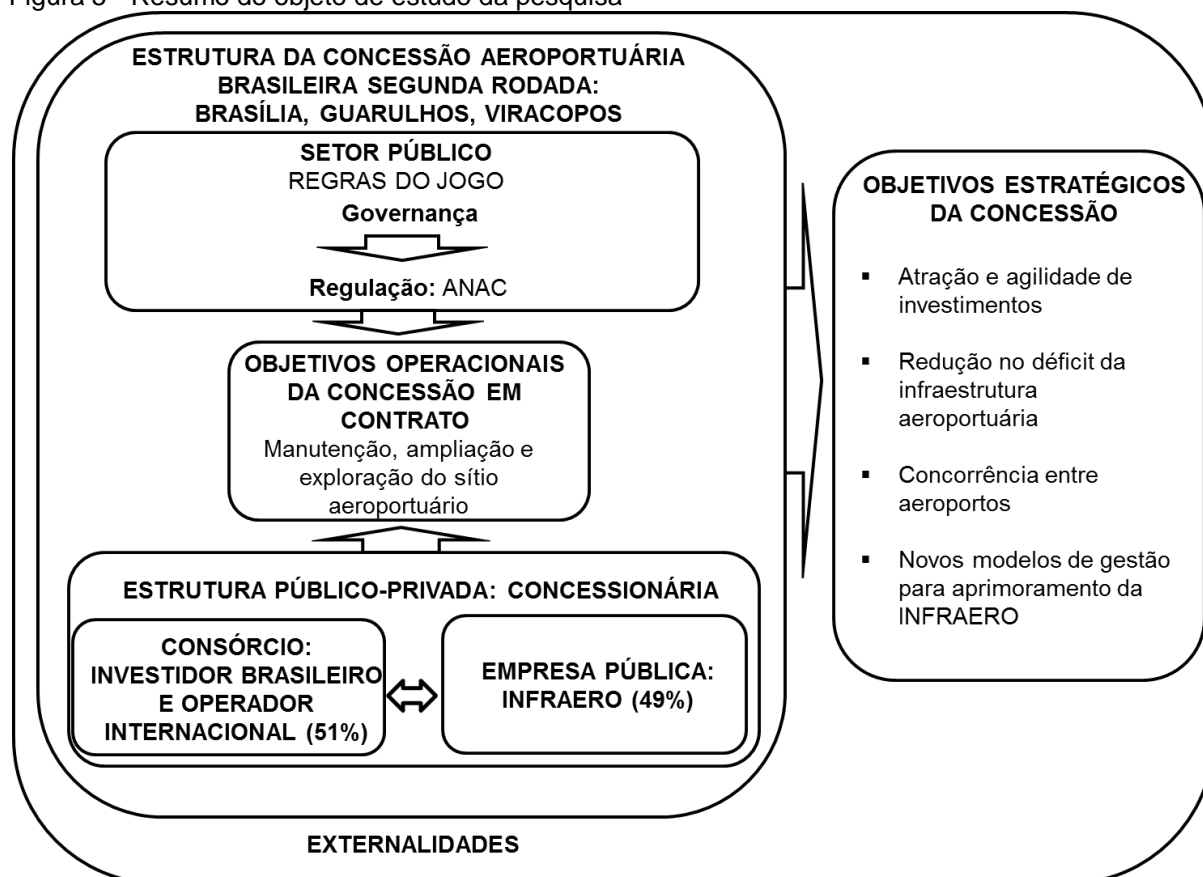 Figura 3 - Resumo do objeto de estudo da pesquisa
ESTRUTURA DA CONCESSÃO AEROPORTUÁRIA
BRASILEIRA SEGUNDA RODADA:
BRASÍLIA, GUARULHOS, VIRACOPOS
SETOR PÚBLICO
REGRAS DO JOGO
Governança
Regulação: ANAC
OBJETIVOS OPERACIONAIS
DA CONCESSÃO EM
CONTRATO
Manutenção, ampliação e
exploração do sítio
aeroportuário
ESTRUTURA PÚBLICO-PRIVADA: CONCESSIONÁRIA
CONSÓRCIO:
INVESTIDOR BRASILEIRO
E OPERADOR
INTERNACIONAL (51%)
EMPRESA PÚBLICA:
INFRAERO (49%)
EXTERNALIDADES
OBJETIVOS ESTRATÉGICOS
DA CONCESSÃO
▪ Atração e agilidade de
investimentos
▪ Redução no déficit da
infraestrutura
aeroportuária
▪ Concorrência entre
aeroportos
▪ Novos modelos de gestão
para aprimoramento da
INFRAERO